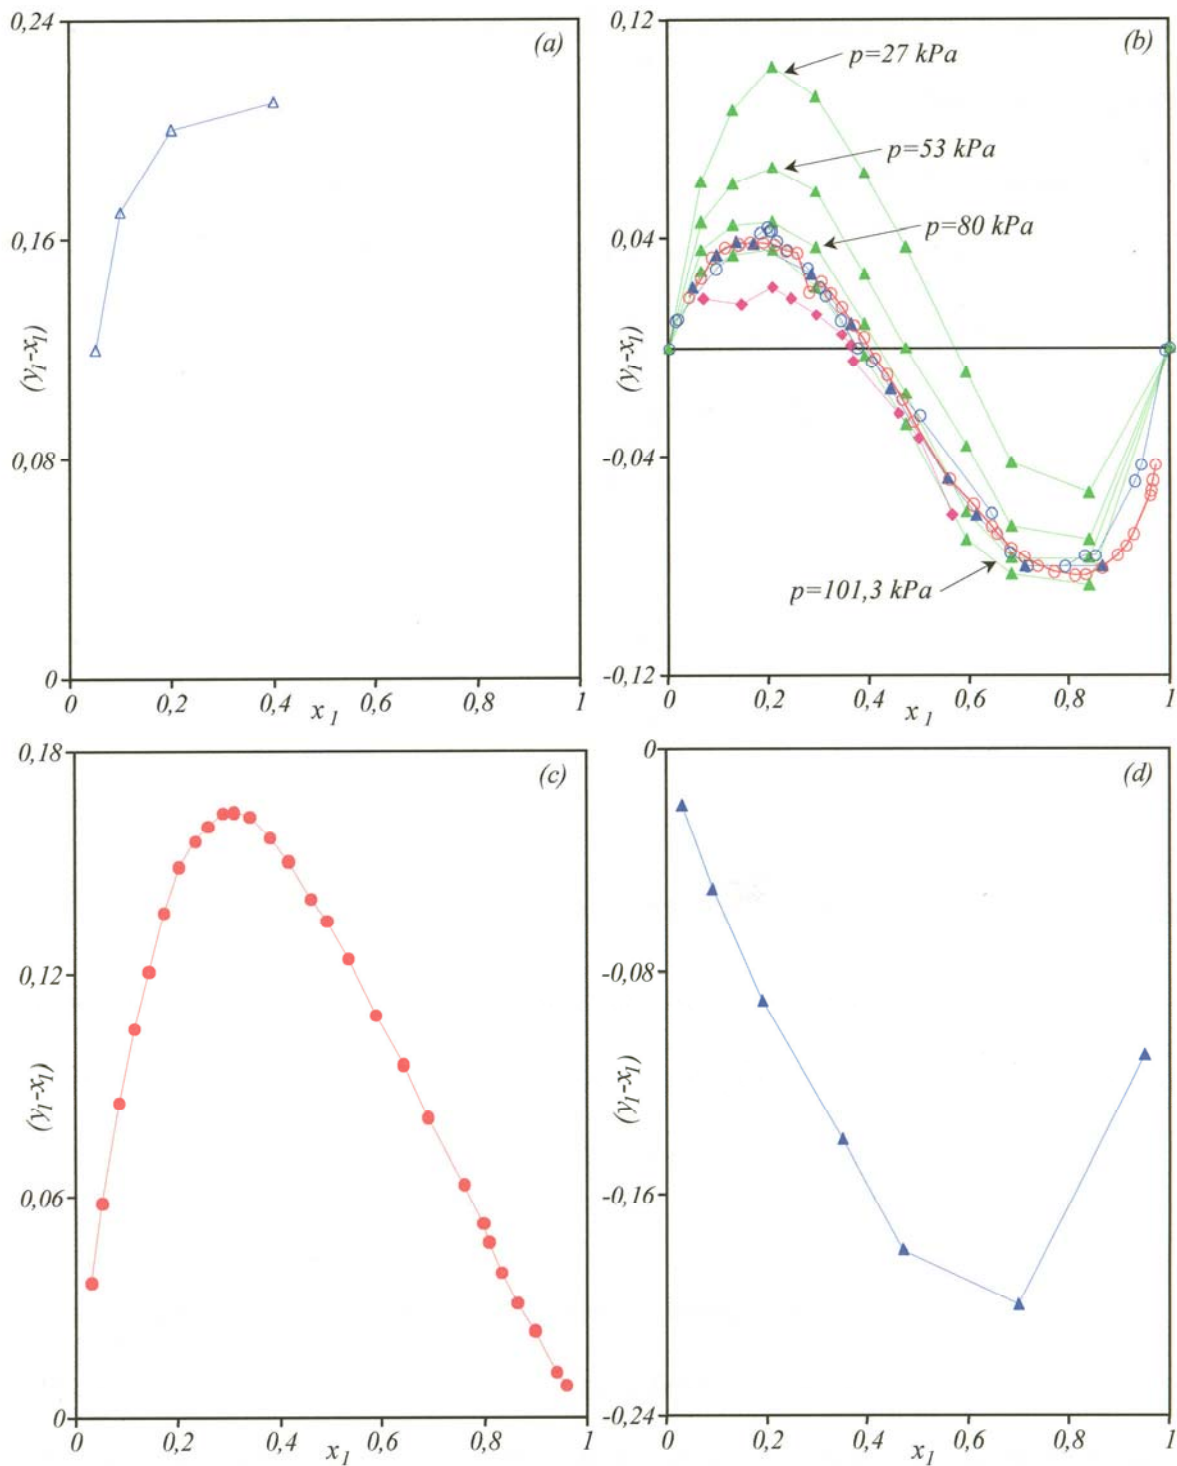 (a)
0,24
0,16
0,08
0
(y₁-x₁)
0 0,2 0,4 0,6 0,8 1
x₁
(b)
0,12
0,04
-0,04
-0,12
(y₁-x₁)
p=27 kPa
p=53 kPa
p=80 kPa
p=101,3 kPa
0 0,2 0,4 0,6 0,8 1
x₁
(c)
0,18
0,12
0,06
0
(y₁-x₁)
0 0,2 0,4 0,6 0,8 1
x₁
(d)
0
-0,08
-0,16
-0,24
(y₁-x₁)
0 0,2 0,4 0,6 0,8 1
x₁